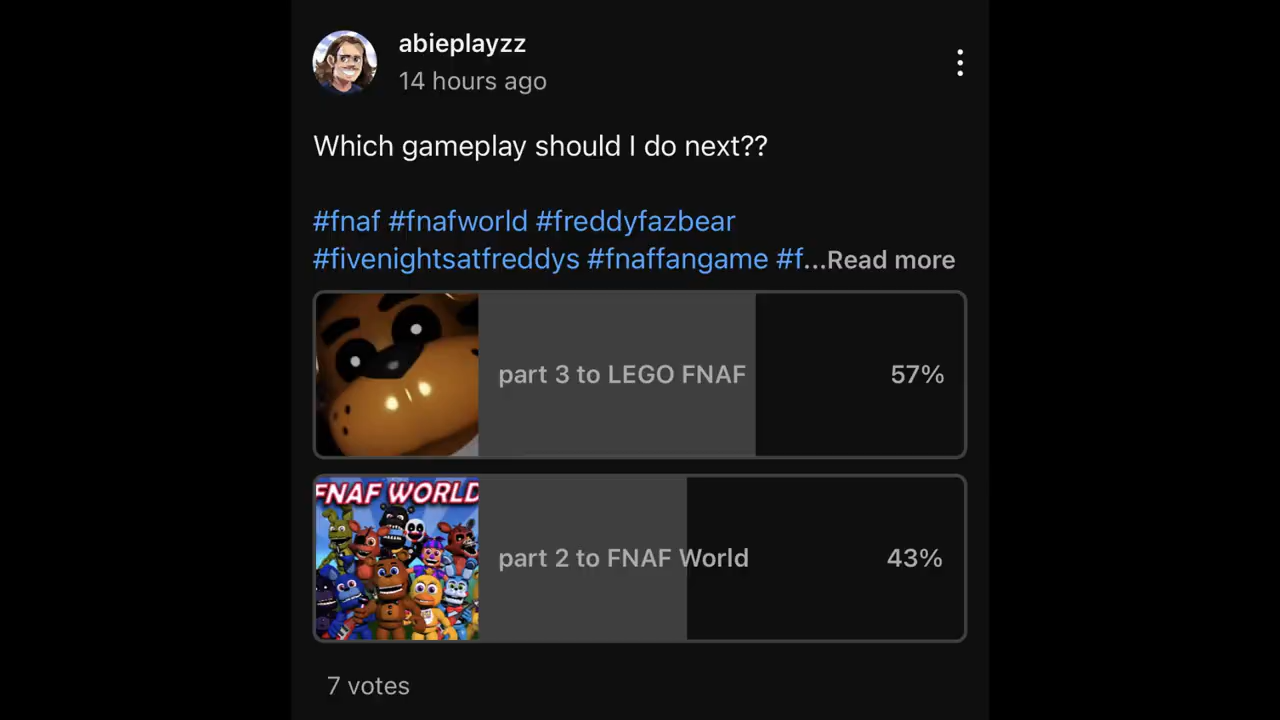 abieplayzz
14 hours ago
Which gameplay should I do next??
#fnaf #fnafworld #freddyfazbear
#fivenightsatfreddys #fnaffangame #f...Read more
part 3 to LEGO FNAF
57%
FNAF WORLD
part 2 to FNAF World
43%
7 votes